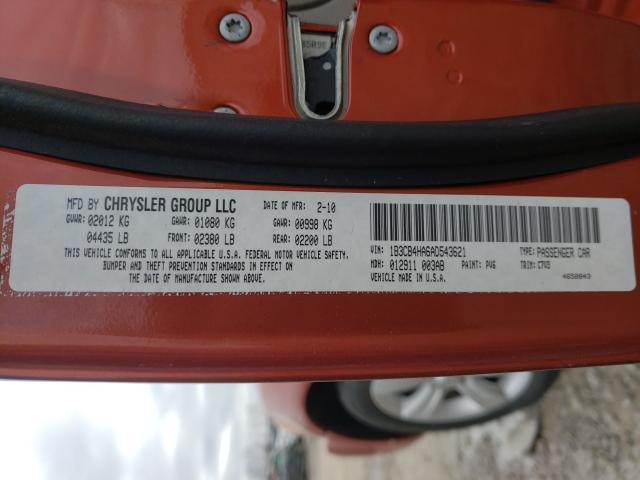 MFD BY CHRYSLER GROUP LLC DATE OF MFR: 2-10
GVWR: 02012 KG GAWR: 01080 KG GAWR: 00998 KG
04435 LB FRONT: 02380 LB REAR: 02200 LB
THIS VEHICLE CONFORMS TO ALL APPLICABLE U.S.A. FEDERAL MOTOR VEHICLE SAFETY,
BUMPER AND THEFT PREVENTION STANDARDS IN EFFECT ON
THE DATE OF MANUFACTURE SHOWN ABOVE.
VIN: 1B3CB4HA6AD543621 TYPE: PASSENGER CAR
MDH: 012911 003AB PAINT: PV6 TRIM: C7V9
VEHICLE MADE IN U.S.A. 4658043